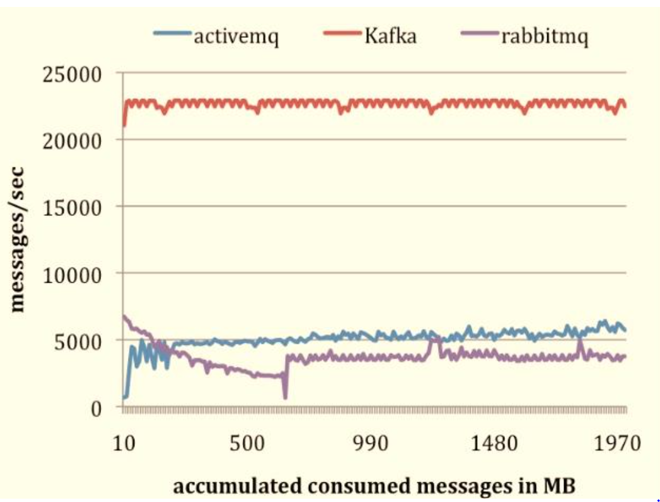 activemq Kafka rabbitmq
25000
20000
15000
10000
5000
0
messages/sec
10 500 990 1480 1970
accumulated consumed messages in MB